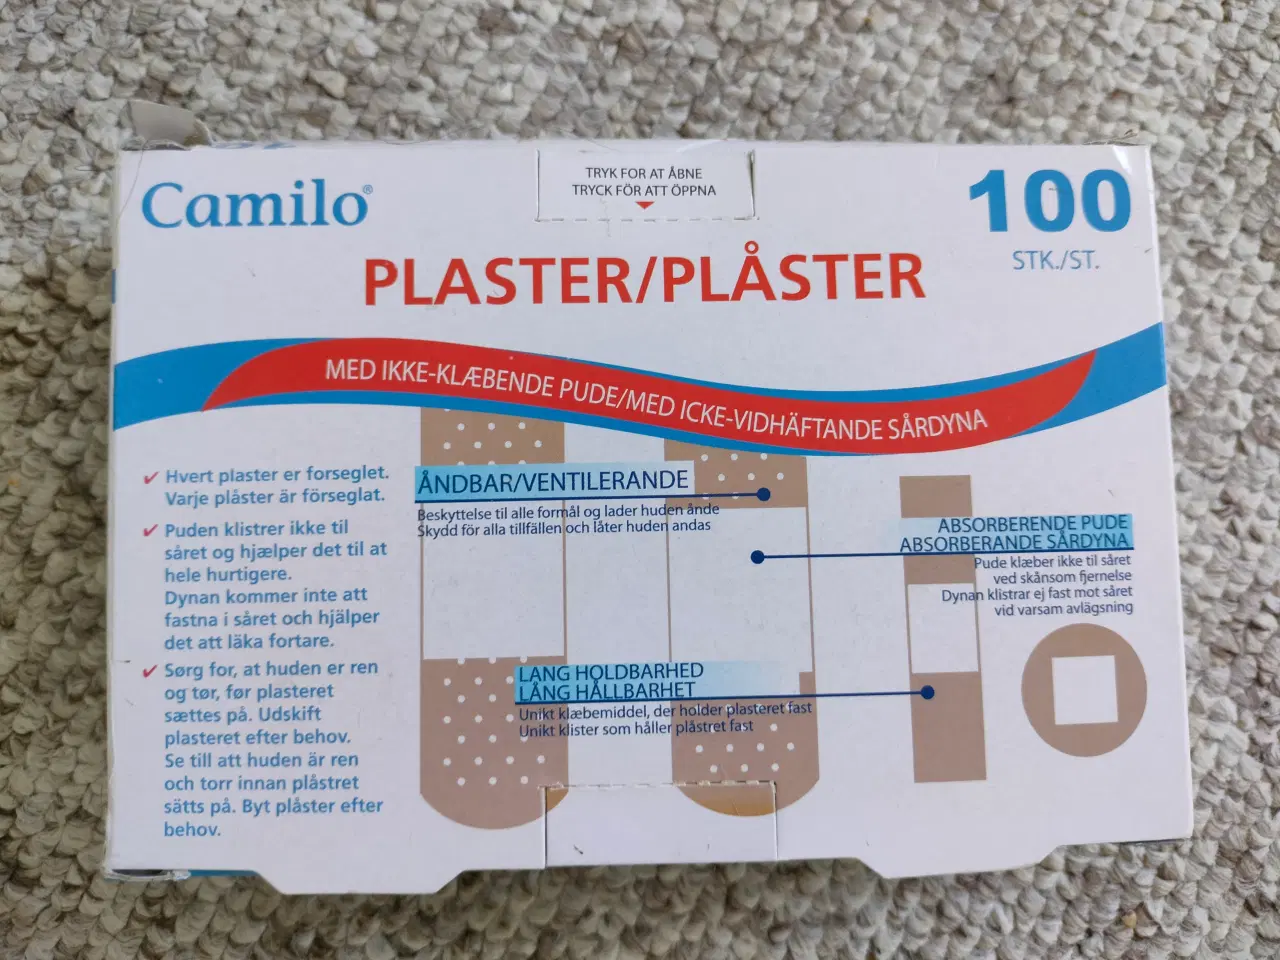 Camilo®
TRYK FOR AT ÅBNE
TRYCK FÖR ATT ÖPPNA
100
STK./ST.
PLASTER/PLÅSTER
MED IKKE-KLÆBENDE PUDE/MED ICKE-VIDHÄFTANDE SÅRDYNA
✓ Hvert plaster er forseglet.
Varje plåster är förseglat.
✓ Puden klistrer ikke til
såret og hjælper det til at
hele hurtigere.
Dynan kommer inte att
fastna i såret och hjälper
det att läka fortare.
✓ Sørg for, at huden er ren
og tør, før plasteret
sættes på. Udskift
plasteret efter behov.
Se till att huden är ren
och torr innan plåstret
sätts på. Byt plåster efter
behov.
ÅNDBAR/VENTILERANDE
Beskyttelse til alle formål og lader huden ånde
Skydd för alla tillfällen och låter huden andas
ABSORBERENDE PUDE
ABSORBERANDE SÅRDYNA
Pude klæber ikke til såret
ved skånsom fjernelse
Dynan klistrar ej fast mot såret
vid varsam avlägsning
LANG HOLDBARHED
LÅNG HÅLLBARHET
Unikt klæbemiddel, der holder plasteret fast
Unikt klister som håller plåstret fast